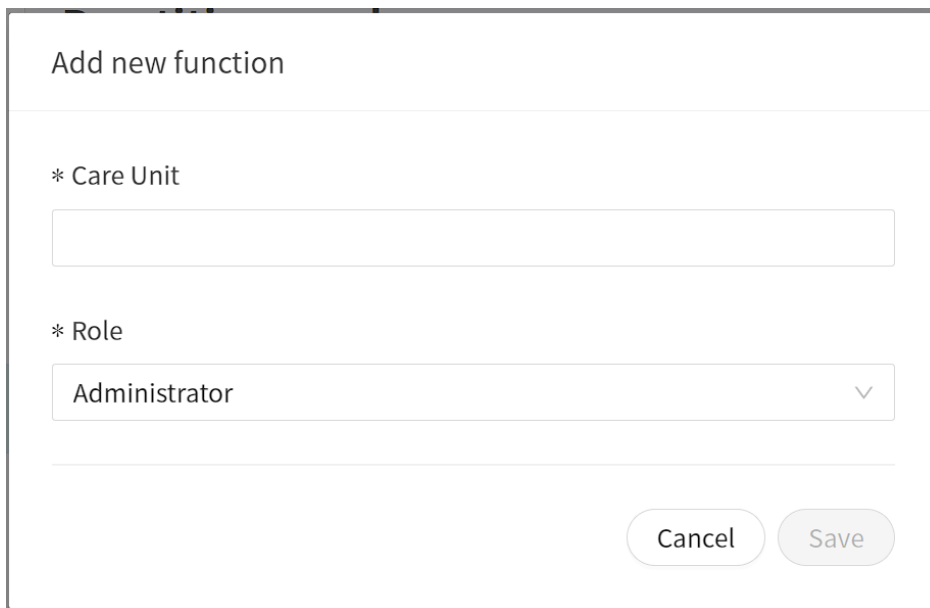 Add new function
* Care Unit
* Role
Administrator
Cancel
Save